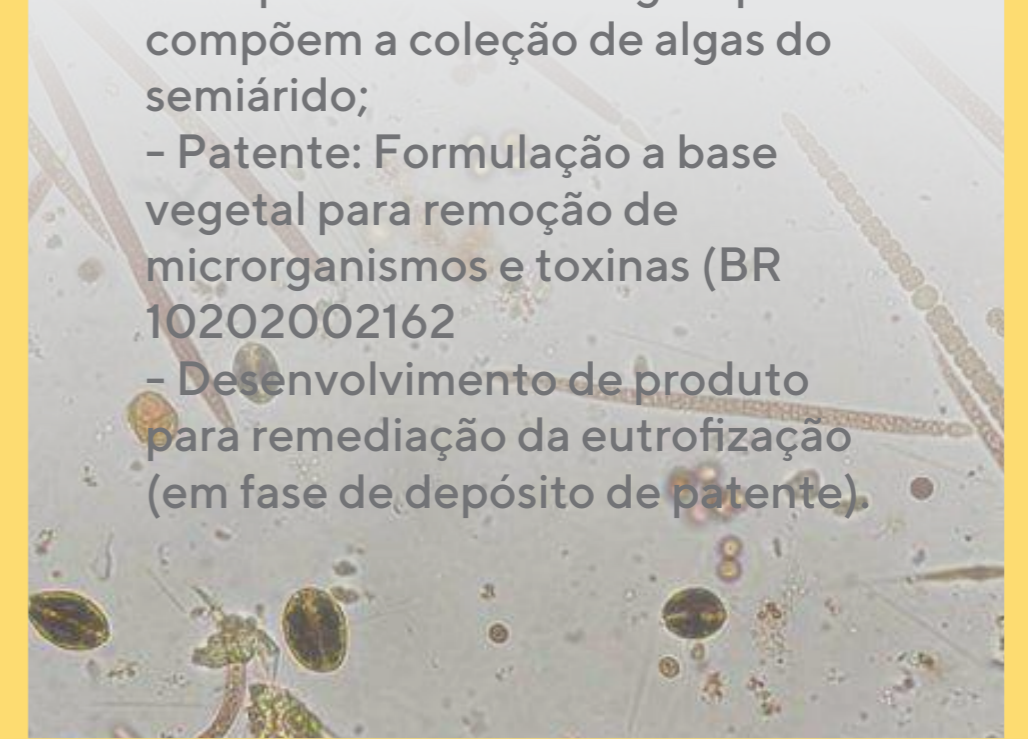 compõem a coleção de algas do
semiárido;
- Patente: Formulação a base
vegetal para remoção de
microrganismos e toxinas (BR
10202002162
- Desenvolvimento de produto
para remediação da eutrofização
(em fase de depósito de patente).